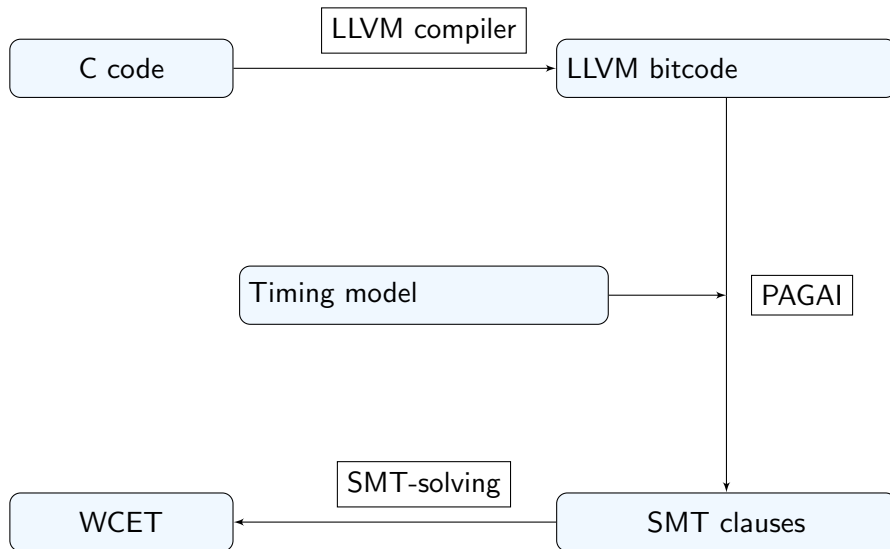 LLVM compiler
C code
LLVM bitcode
Timing model
PAGAI
SMT-solving
WCET
SMT clauses